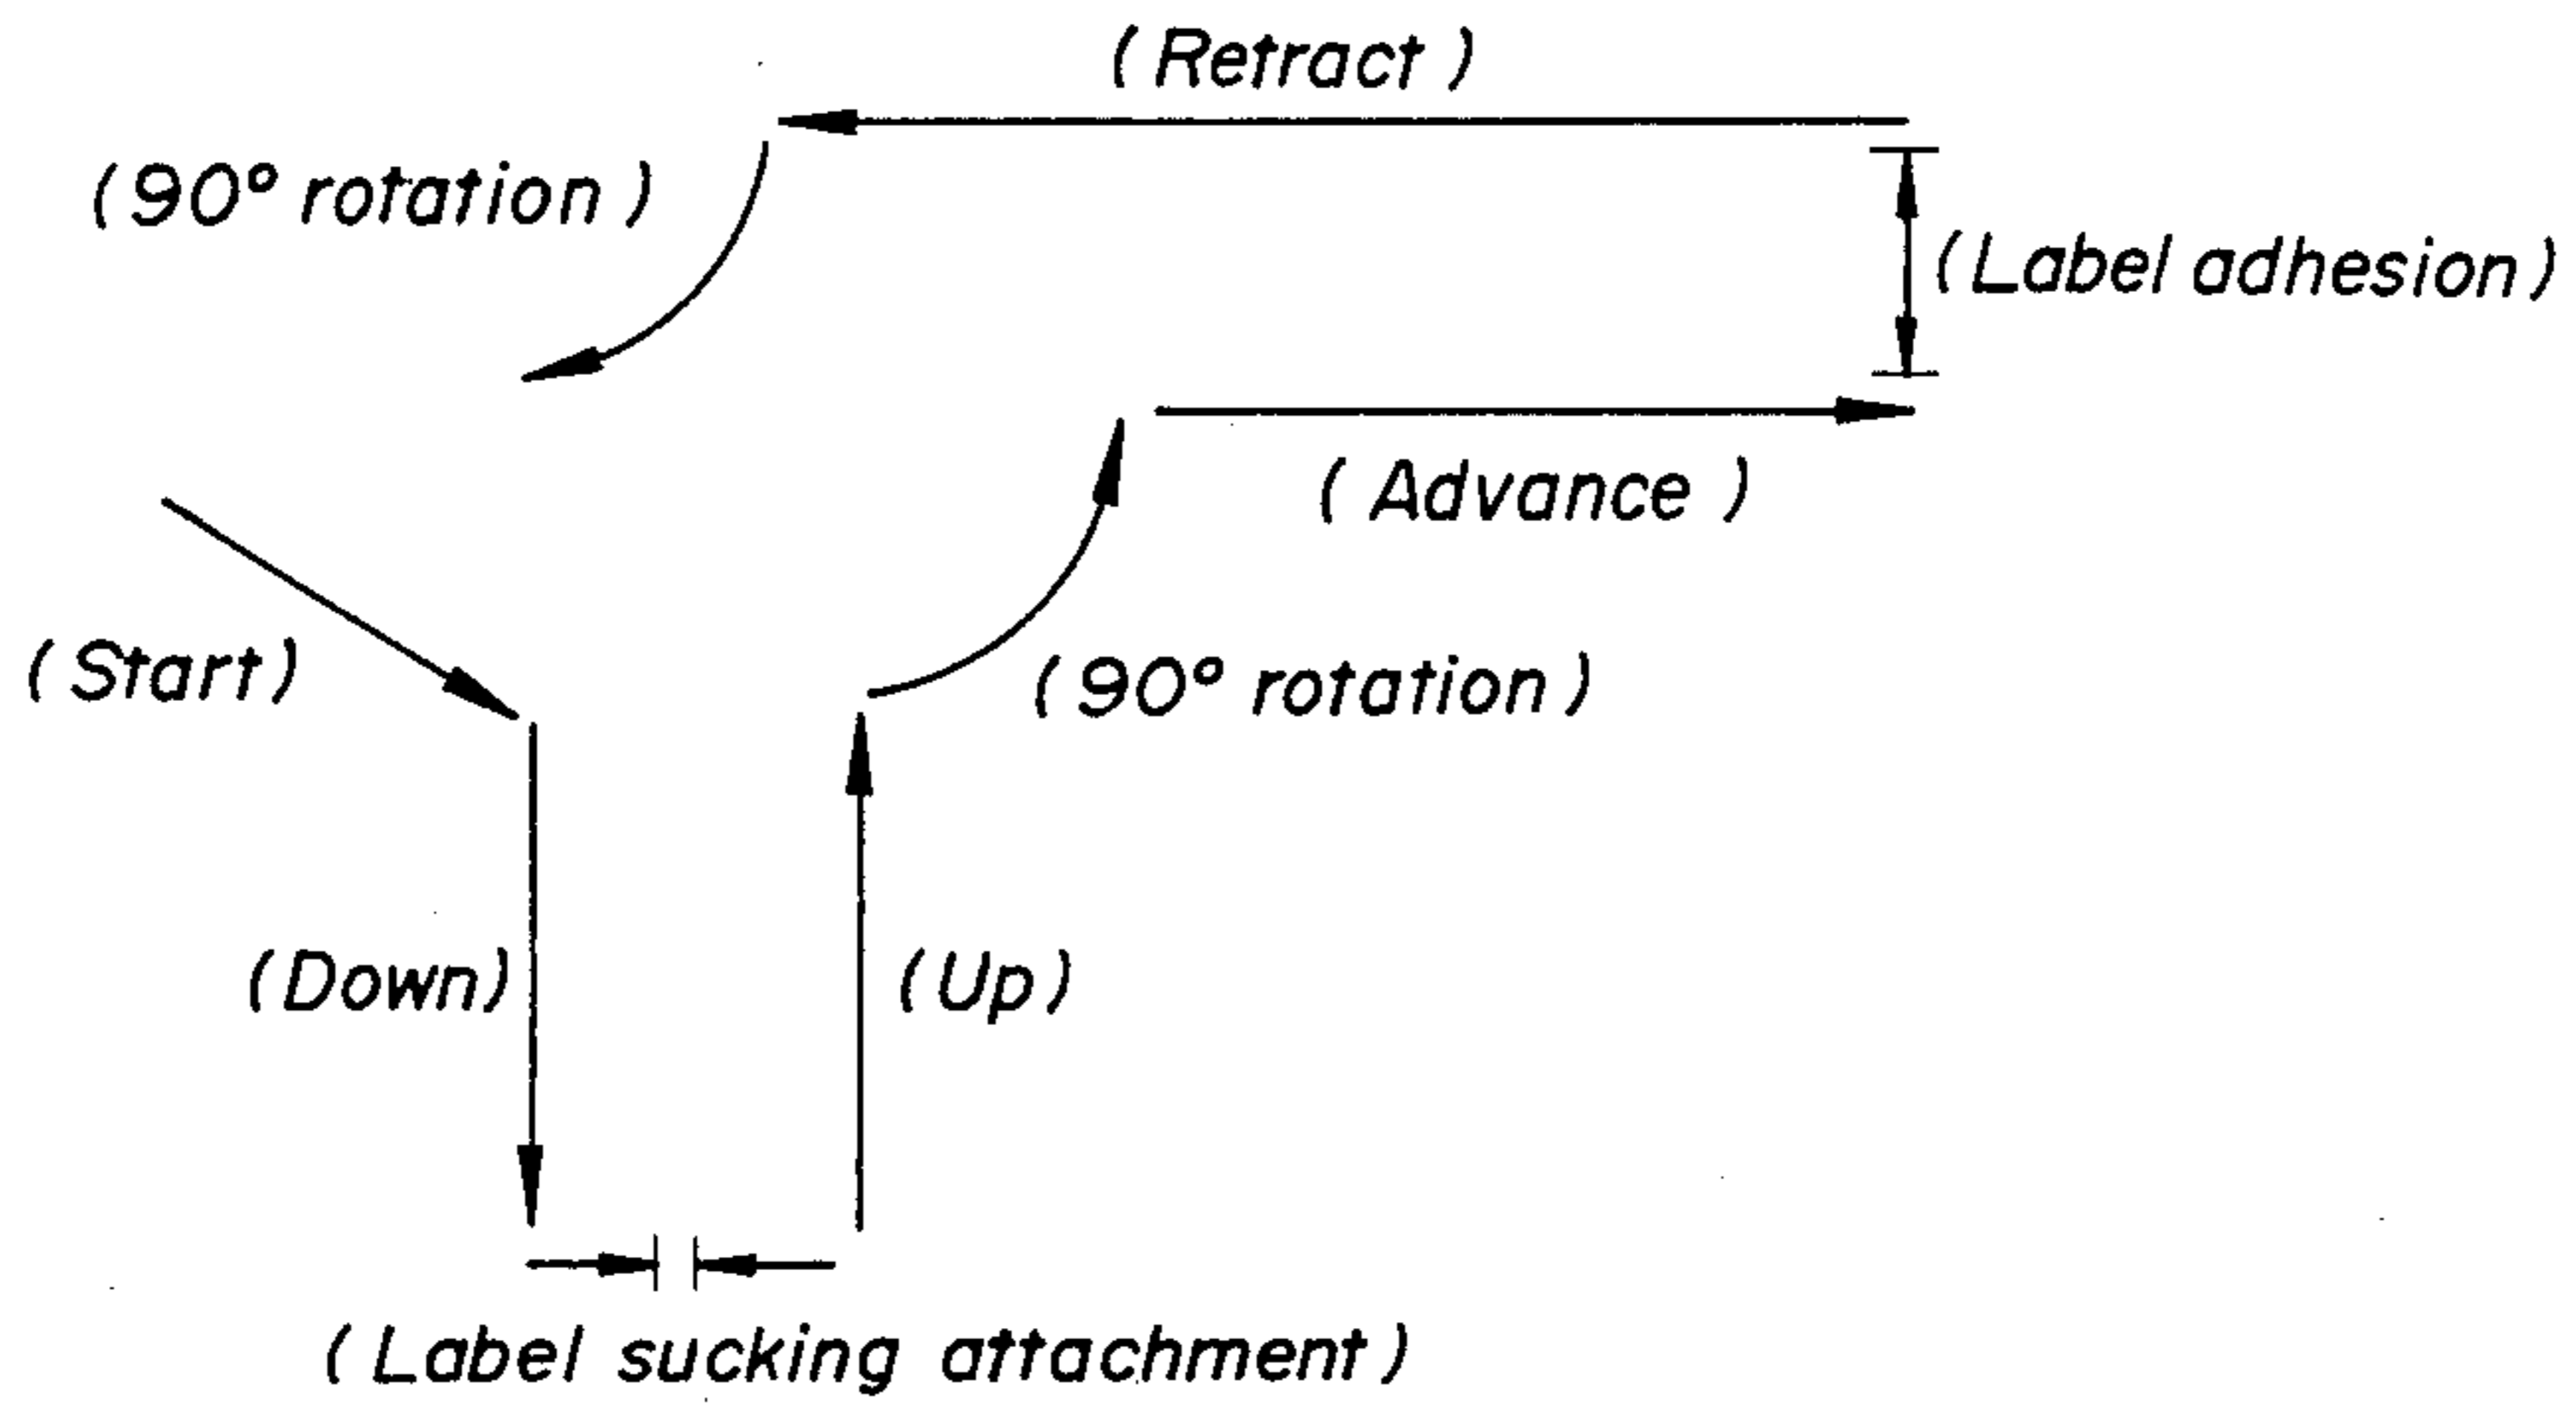 (Retract)
(90° rotation)
(Label adhesion)
(Advance)
(Start)
(90° rotation)
(Down)
(Up)
(Label sucking attachment)